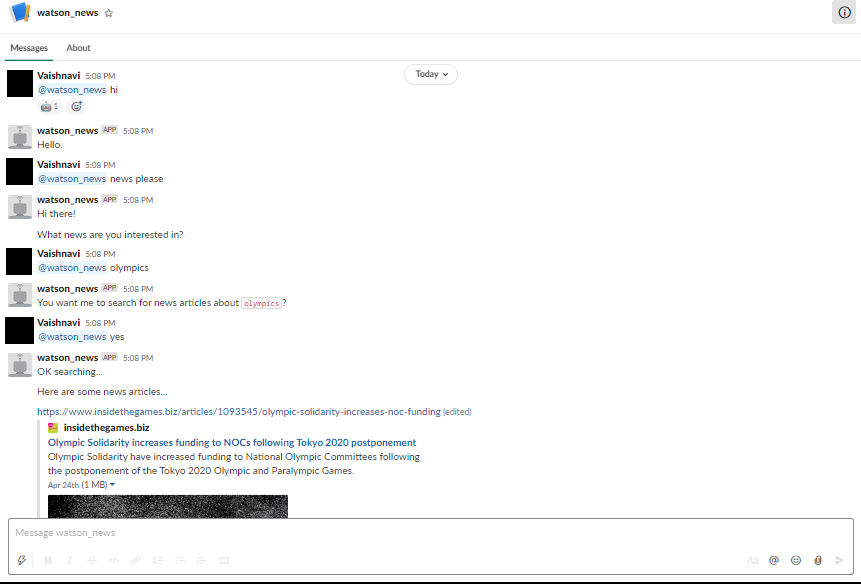 watson_news
Messages About
Today
Vaishnavi 5:08 PM
@watson_news hi
1
watson_news APP 5:08 PM
Hello.
Vaishnavi 5:08 PM
@watson_news news please
watson_news APP 5:08 PM
Hi there!
What news are you interested in?
Vaishnavi 5:08 PM
@watson_news olympics
watson_news APP 5:08 PM
You want me to search for news articles about olympics?
Vaishnavi 5:08 PM
@watson_news yes
watson_news APP 5:08 PM
OK searching...
Here are some news articles...
https://www.insidethegames.biz/articles/1093545/olympic-solidarity-increases-noc-funding (edited)
insidethegames.biz
Olympic Solidarity increases funding to NOCs following Tokyo 2020 postponement
Olympic Solidarity have increased funding to National Olympic Committees following
the postponement of the Tokyo 2020 Olympic and Paralympic Games.
Apr 24th (1 MB)
Message watson_news
B I S </> Aa @